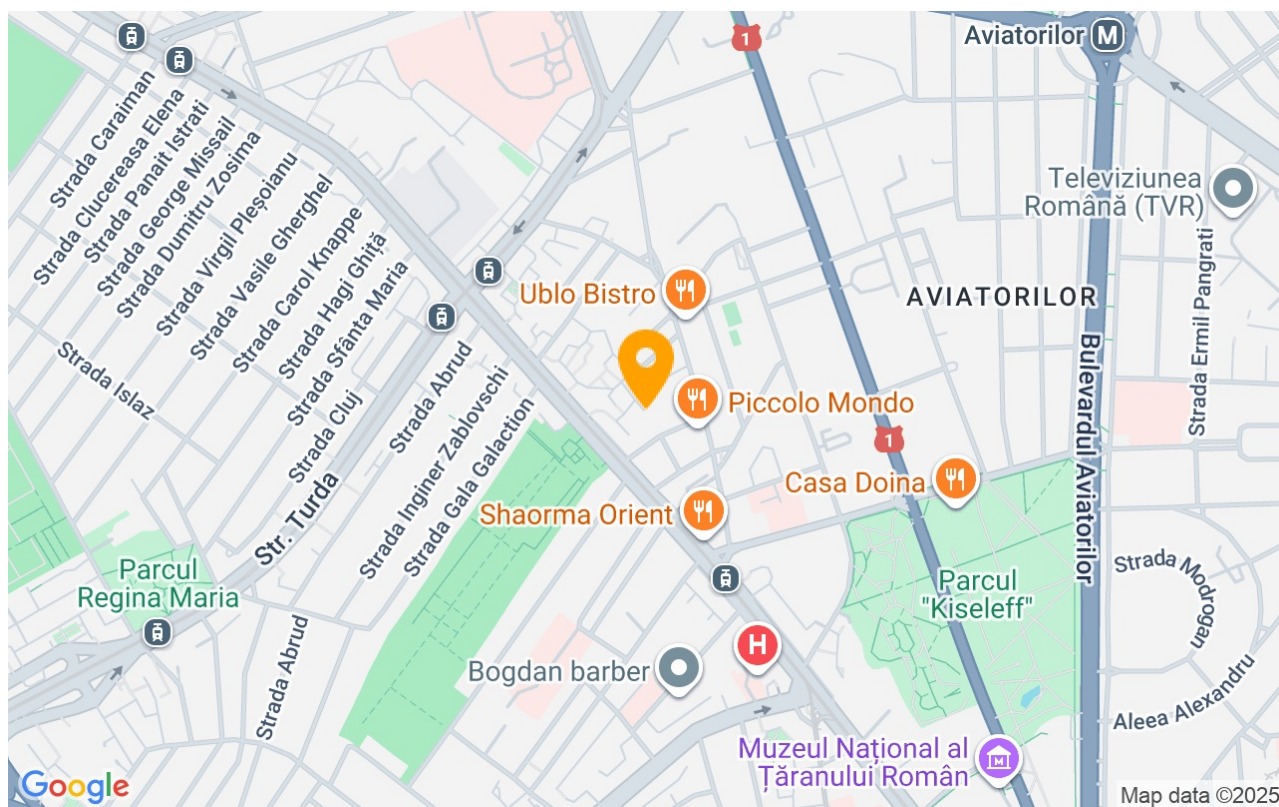 1
Aviatorilor M
Strada Caraiman
Strada Clucereasa Elena
Strada Panait Istrati
Strada George Missail
Strada Dumitru Zosima
Strada Virgil Pleșoianu
Strada Vasile Gherghel
Strada Carol Knappe
Strada Hagi Ghiță
Strada Sfânta Maria
Strada Cluj
Strada Islaz
Televiziunea
Română (TVR)
Strada Ermil Pangrati
Ublo Bistro
AVIATORILOR
Bulevardul Aviatorilor
Strada Abrud
Strada Inginer Zablovschi
Strada Gala Galaction
Piccolo Mondo
1
Casa Doina
Shaorma Orient
Str. Turda
Parcul
Regina Maria
Strada Abrud
Parcul
"Kiseleff"
Strada Modrogan
Aleea Alexandru
H
Bogdan barber
Muzeul Național al
Țăranului Român
M
Google
Map data ©2025